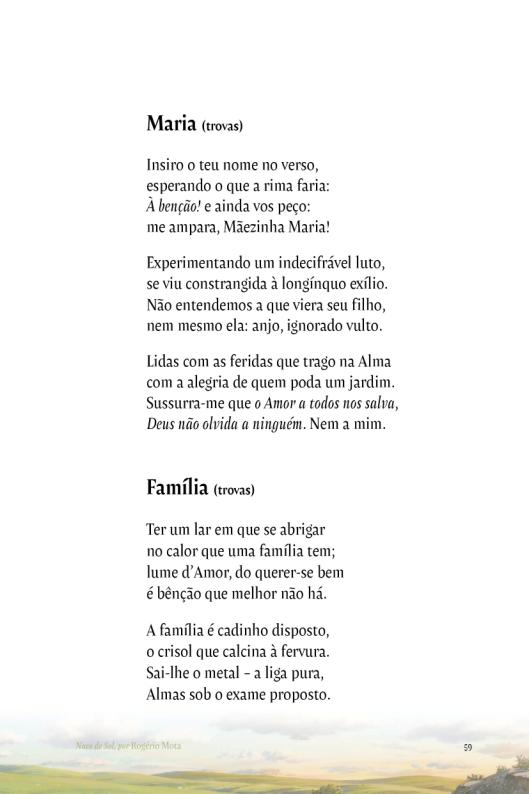 Maria (trovas)
Insiro o teu nome no verso,
esperando o que a rima faria:
À benção! e ainda vos peço:
me ampara, Mãezinha Maria!
Experimentando um indecifrável luto,
se viu constrangida à longínquo exílio.
Não entendemos a que viera seu filho,
nem mesmo ela: anjo, ignorado vulto.
Lidas com as feridas que trago na Alma
com a alegria de quem poda um jardim.
Sussurra-me que o Amor a todos nos salva,
Deus não olvida a ninguém. Nem a mim.
Família (trovas)
Ter um lar em que se abrigar
no calor que uma família tem;
lume d’Amor, do querer-se bem
é bênção que melhor não há.
A família é cadinho disposto,
o crisol que calcina à fervura.
Sai-lhe o metal – a liga pura,
Almas sob o exame proposto.
de Sol, por Rogério Mota
59